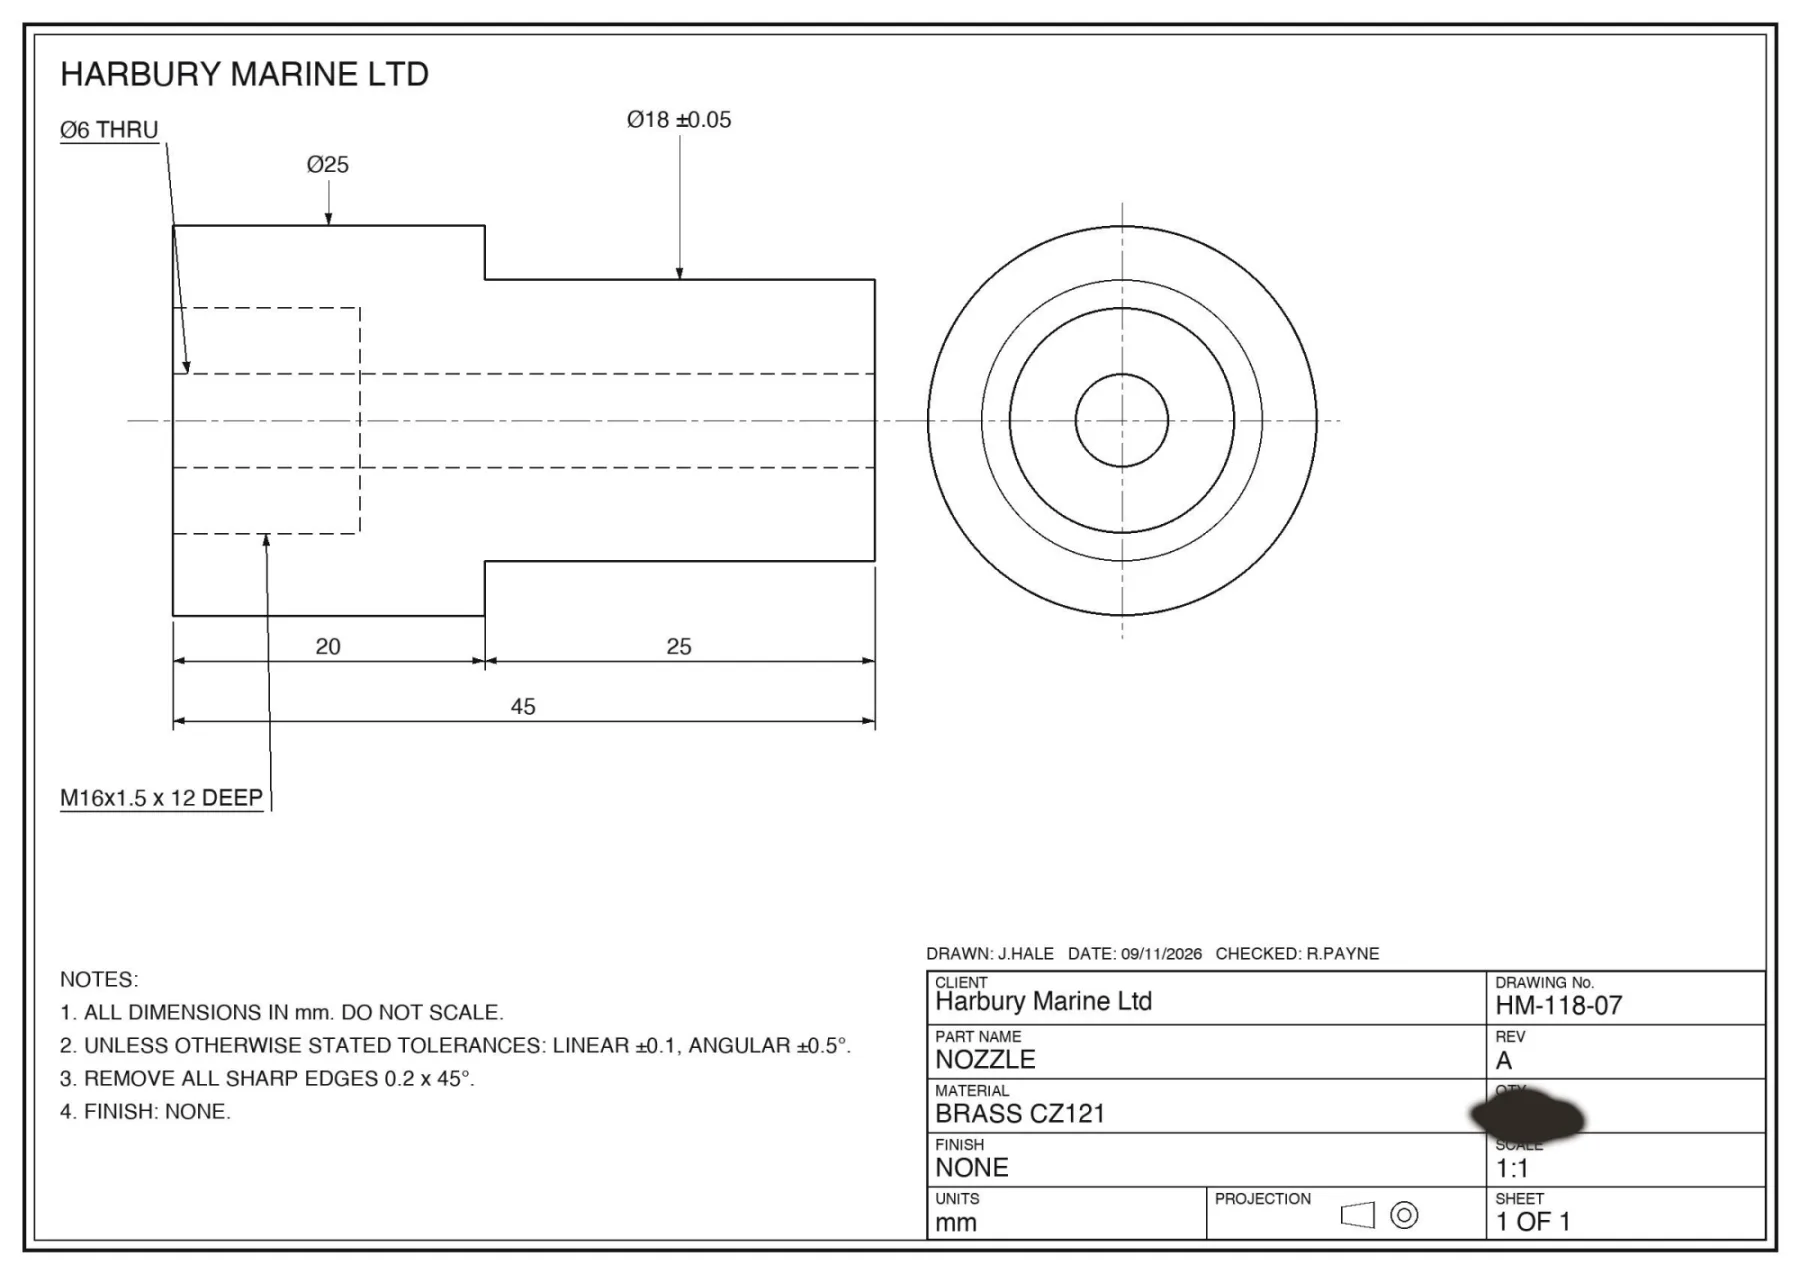 HARBURY MARINE LTD
Ø6 THRU
Ø18 ±0.05
Ø25
20
25
45
M16x1.5 x 12 DEEP
NOTES:
1. ALL DIMENSIONS IN mm. DO NOT SCALE.
2. UNLESS OTHERWISE STATED TOLERANCES: LINEAR ±0.1, ANGULAR ±0.5°.
3. REMOVE ALL SHARP EDGES 0.2 x 45°.
4. FINISH: NONE.
DRAWN: J.HALE DATE: 09/11/2026 CHECKED: R.PAYNE
CLIENT
Harbury Marine Ltd
DRAWING No.
HM-118-07
PART NAME
NOZZLE
REV
A
MATERIAL
BRASS CZ121
QTY
FINISH
NONE
SCALE
1:1
UNITS
mm
PROJECTION
SHEET
1 OF 1